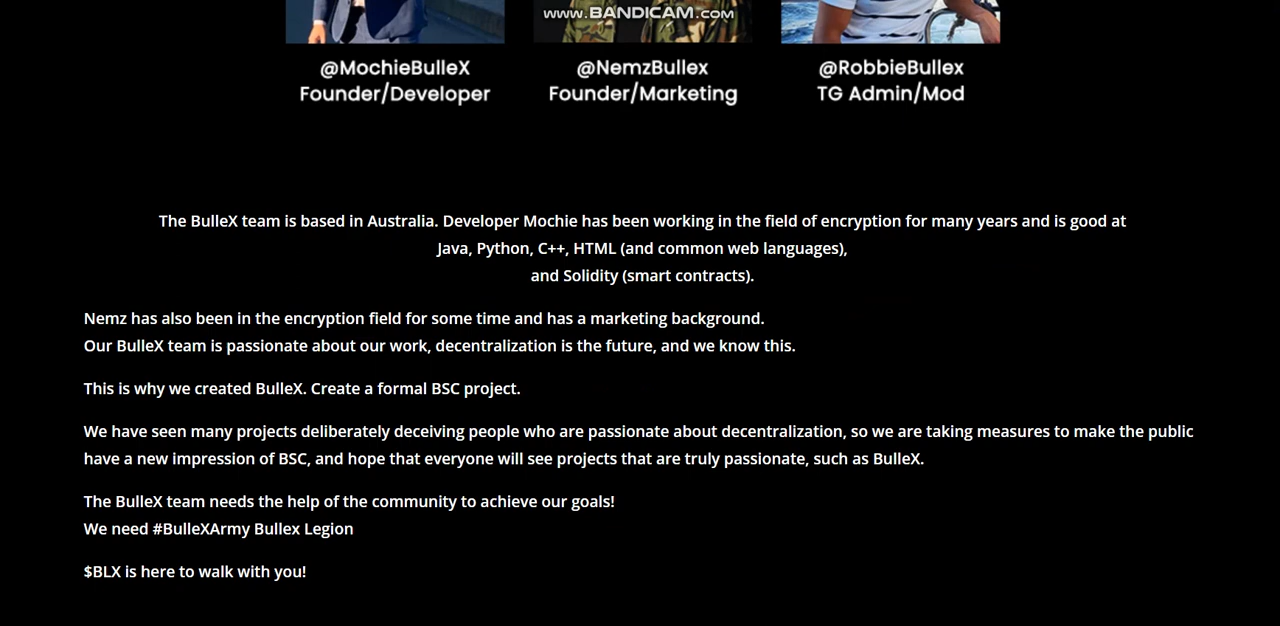 www.BANDICAM.com
@MochieBulleX
Founder/Developer
@NemzBullex
Founder/Marketing
@RobbieBullex
TG Admin/Mod
The BulleX team is based in Australia. Developer Mochie has been working in the field of encryption for many years and is good at
Java, Python, C++, HTML (and common web languages),
and Solidity (smart contracts).
Nemz has also been in the encryption field for some time and has a marketing background.
Our BulleX team is passionate about our work, decentralization is the future, and we know this.
This is why we created BulleX. Create a formal BSC project.
We have seen many projects deliberately deceiving people who are passionate about decentralization, so we are taking measures to make the public
have a new impression of BSC, and hope that everyone will see projects that are truly passionate, such as BulleX.
The BulleX team needs the help of the community to achieve our goals!
We need #BulleXArmy Bullex Legion
$BLX is here to walk with you!